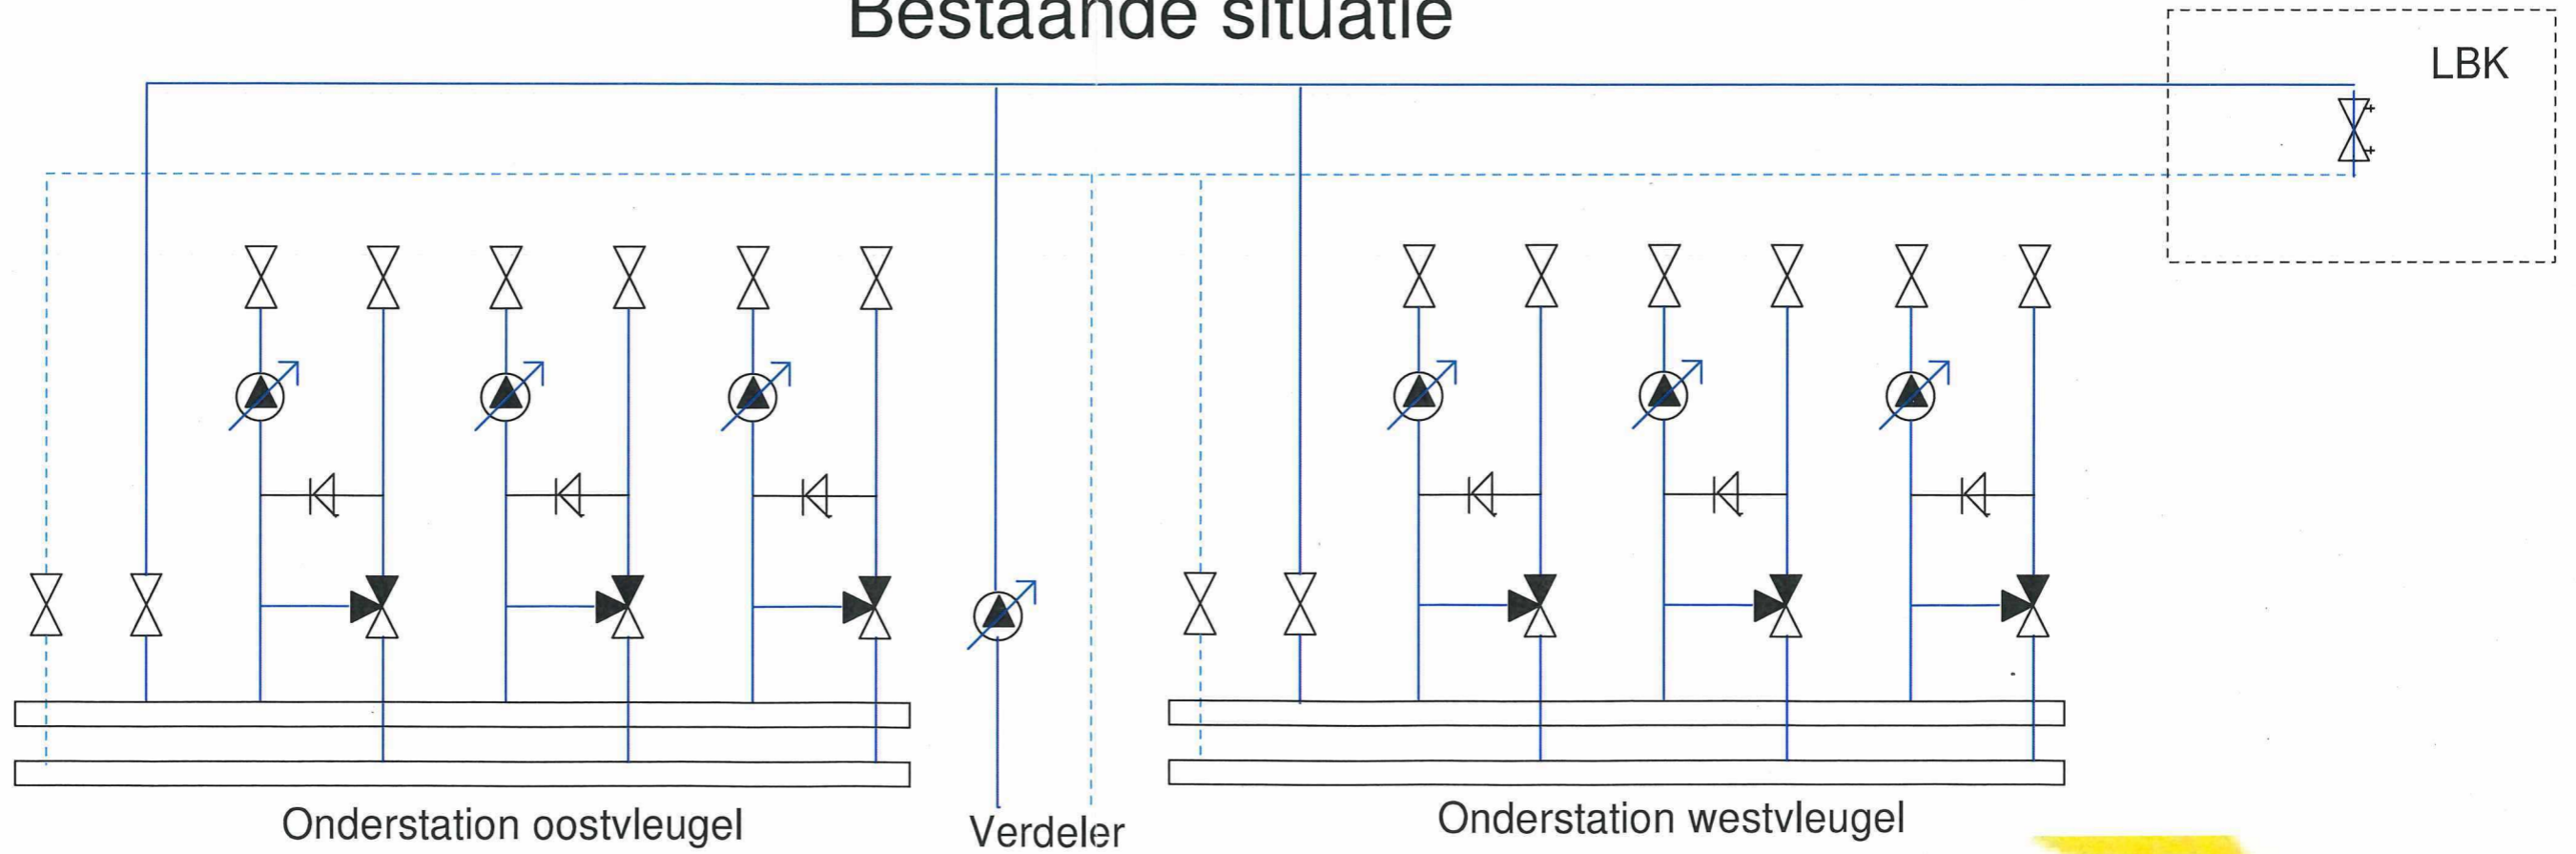 Bestaande situatie
LBK
Onderstation oostvleugel
Verdeler
Onderstation westvleugel